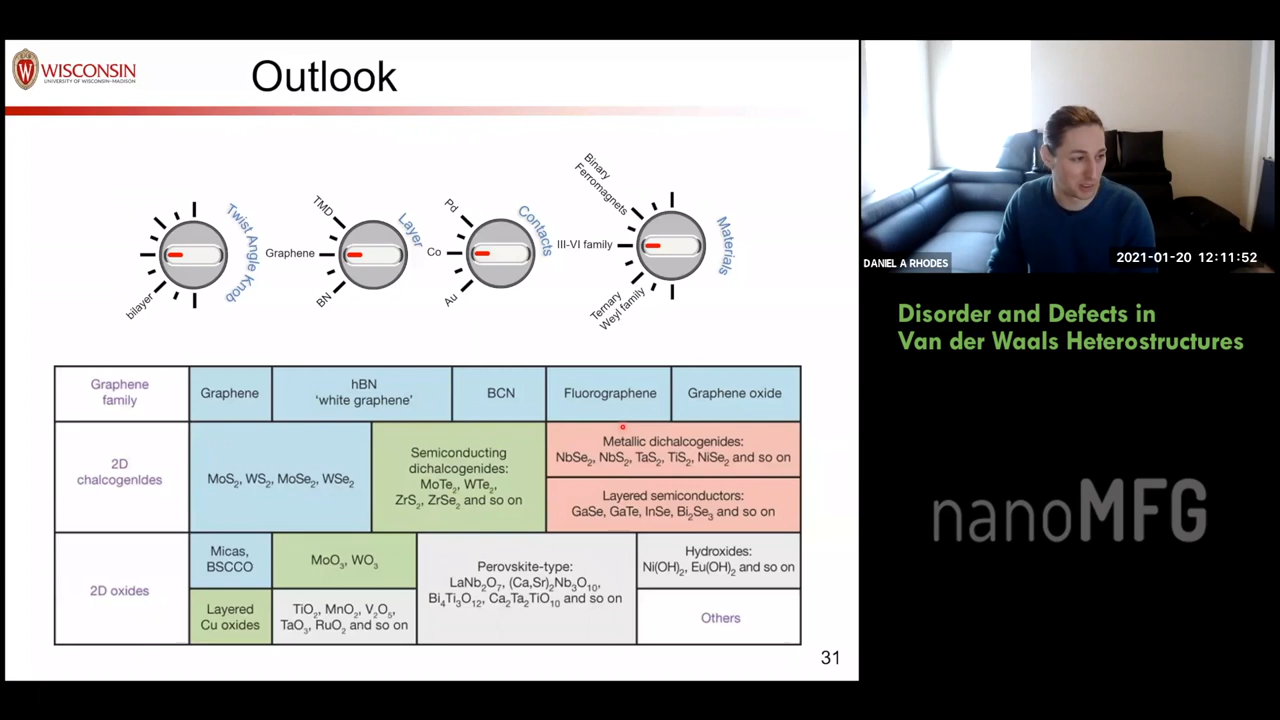 WISCONSIN
UNIVERSITY OF WISCONSIN–MADISON
Outlook
bilayer
Twist Angle Knob
TMD
Graphene
BN
Layer
Pd
Co
Au
Contacts
Binary
Ferromagnets
III-VI family
Ternary
Weyl family
Materials
Graphene
family
Graphene
hBN
‘white graphene’
BCN
Fluorographene
Graphene oxide
2D
chalcogenides
MoS2, WS2, MoSe2, WSe2
Semiconducting
dichalcogenides:
MoTe2, WTe2,
ZrS2, ZrSe2 and so on
Metallic dichalcogenides:
NbSe2, NbS2, TaS2, TiS2, NiSe2 and so on
Layered semiconductors:
GaSe, GaTe, InSe, Bi2Se3 and so on
2D oxides
Micas,
BSCCO
MoO3, WO3
Layered
Cu oxides
TiO2, MnO2, V2O5,
TaO3, RuO2 and so on
Perovskite-type:
LaNb2O7, (Ca,Sr)2Nb3O10,
Bi4Ti3O12, Ca2Ta2TiO10 and so on
Hydroxides:
Ni(OH)2, Eu(OH)2 and so on
Others
31
DANIEL A RHODES
2021-01-20 12:11:52
Disorder and Defects in
Van der Waals Heterostructures
nanoMFG